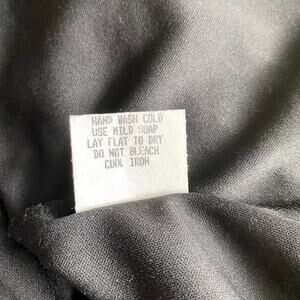 HAND WASH COLD
USE MILD SOAP
LAY FLAT TO DRY
DO NOT BLEACH
COOL IRON